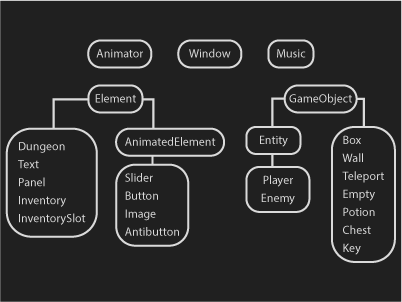 Animator
Window
Music
Element
GameObject
Dungeon
Text
Panel
Inventory
InventorySlot
AnimatedElement
Slider
Button
Image
Antibutton
Entity
Player
Enemy
Box
Wall
Teleport
Empty
Potion
Chest
Key